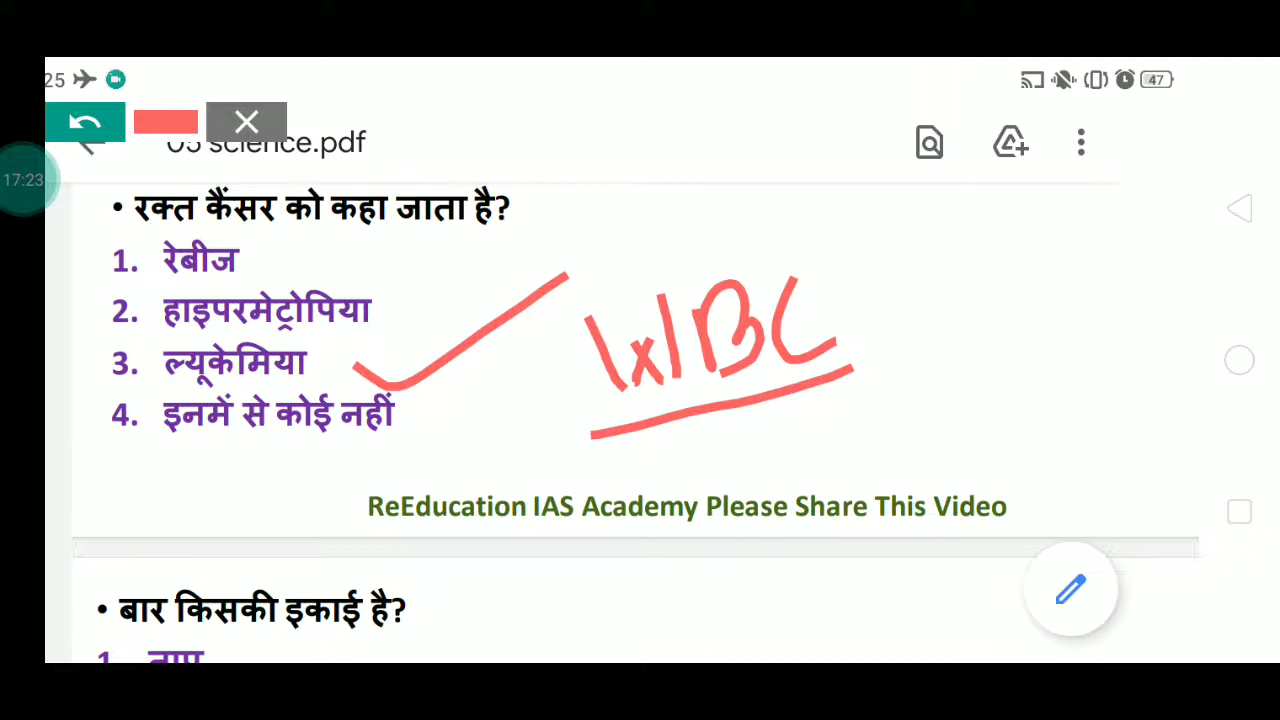 25
47
05 science.pdf
17:23
• रक्त कैंसर को कहा जाता है?
1. रेबीज
2. हाइपरमेट्रोपिया
3. ल्यूकेमिया
4. इनमें से कोई नहीं
WBC
ReEducation IAS Academy Please Share This Video
• बार किसकी इकाई है?
1.